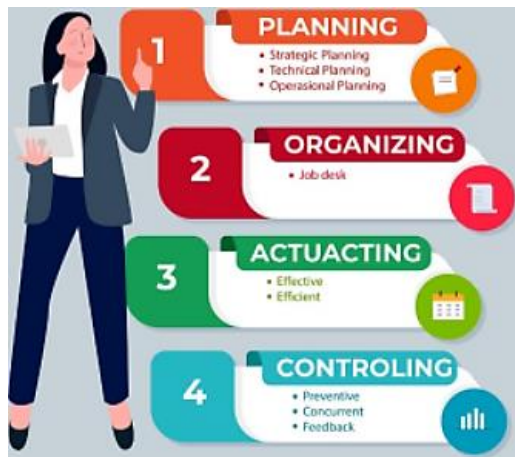 1
PLANNING
• Strategic Planning
• Technical Planning
• Operasional Planning
2
ORGANIZING
• Job desk
3
ACTUACTING
• Effective
• Efficient
4
CONTROLING
• Preventive
• Concurrent
• Feedback